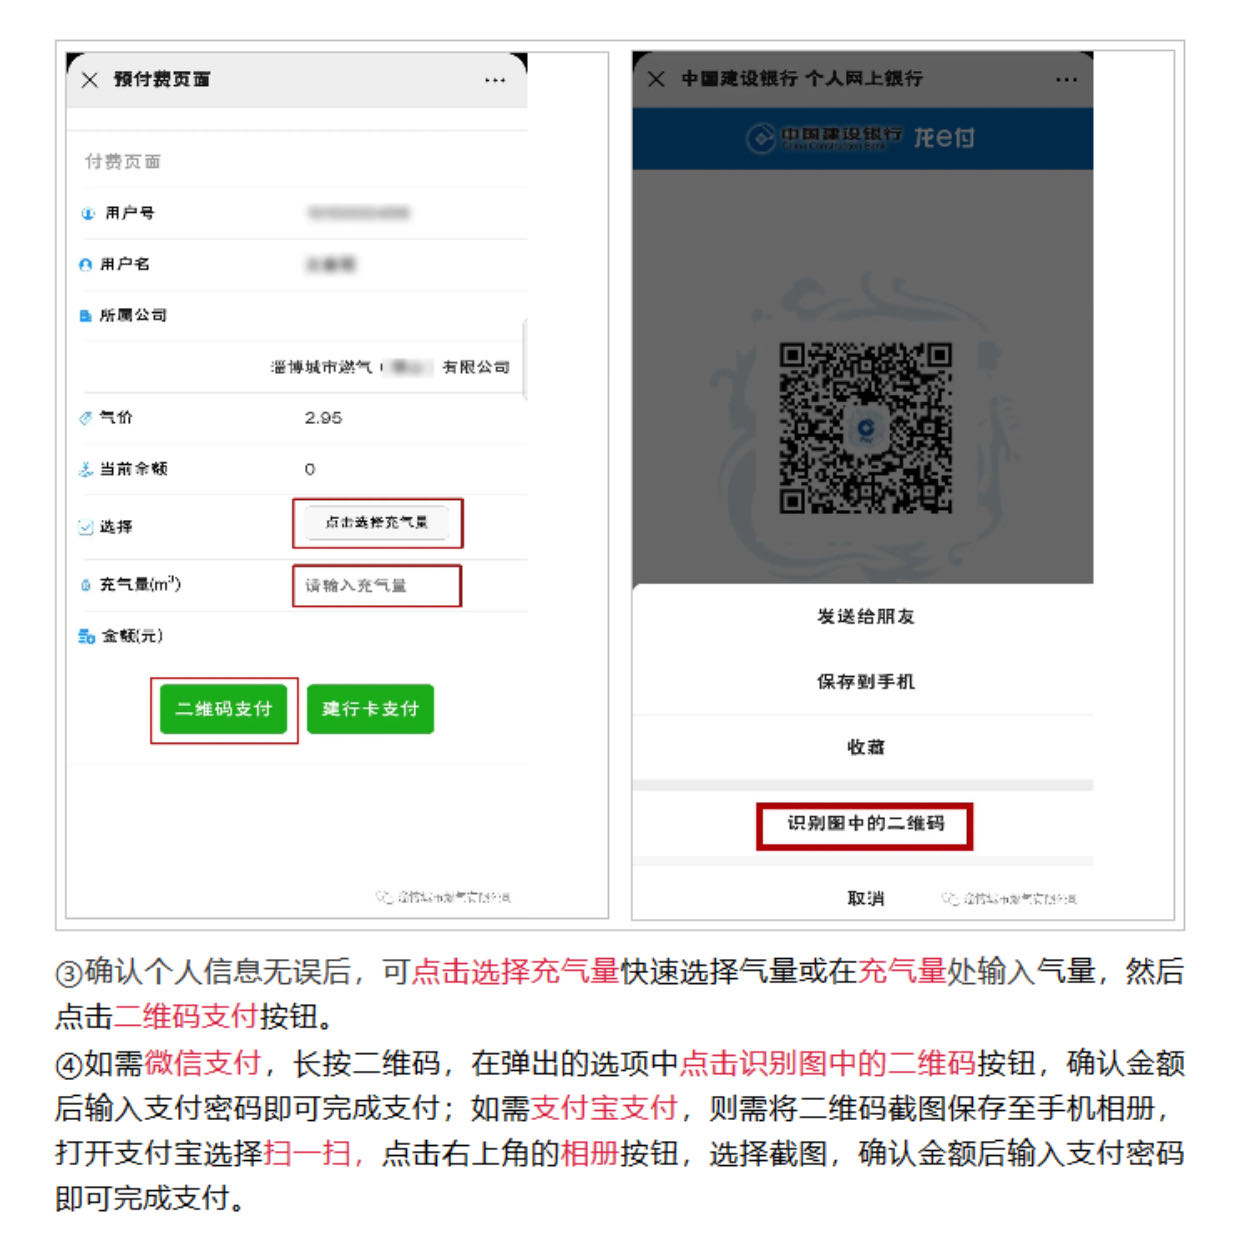 预付费页面
付费页面
用户号
用户名
所属公司
淄博城市燃气（ ）有限公司
气价 2.95
当前余额 0
选择 点击选择充气量
充气量(m³) 请输入充气量
金额(元)
二维码支付 建行卡支付
中国建设银行 个人网上银行
中国建设银行 龙e付
China Construction Bank
发送给朋友
保存到手机
收藏
识别图中的二维码
取消
③确认个人信息无误后，可点击选择充气量快速选择气量或在充气量处输入气量，然后
点击二维码支付按钮。
④如需微信支付，长按二维码，在弹出的选项中点击识别图中的二维码按钮，确认金额
后输入支付密码即可完成支付；如需支付宝支付，则需将二维码截图保存至手机相册，
打开支付宝选择扫一扫，点击右上角的相册按钮，选择截图，确认金额后输入支付密码
即可完成支付。